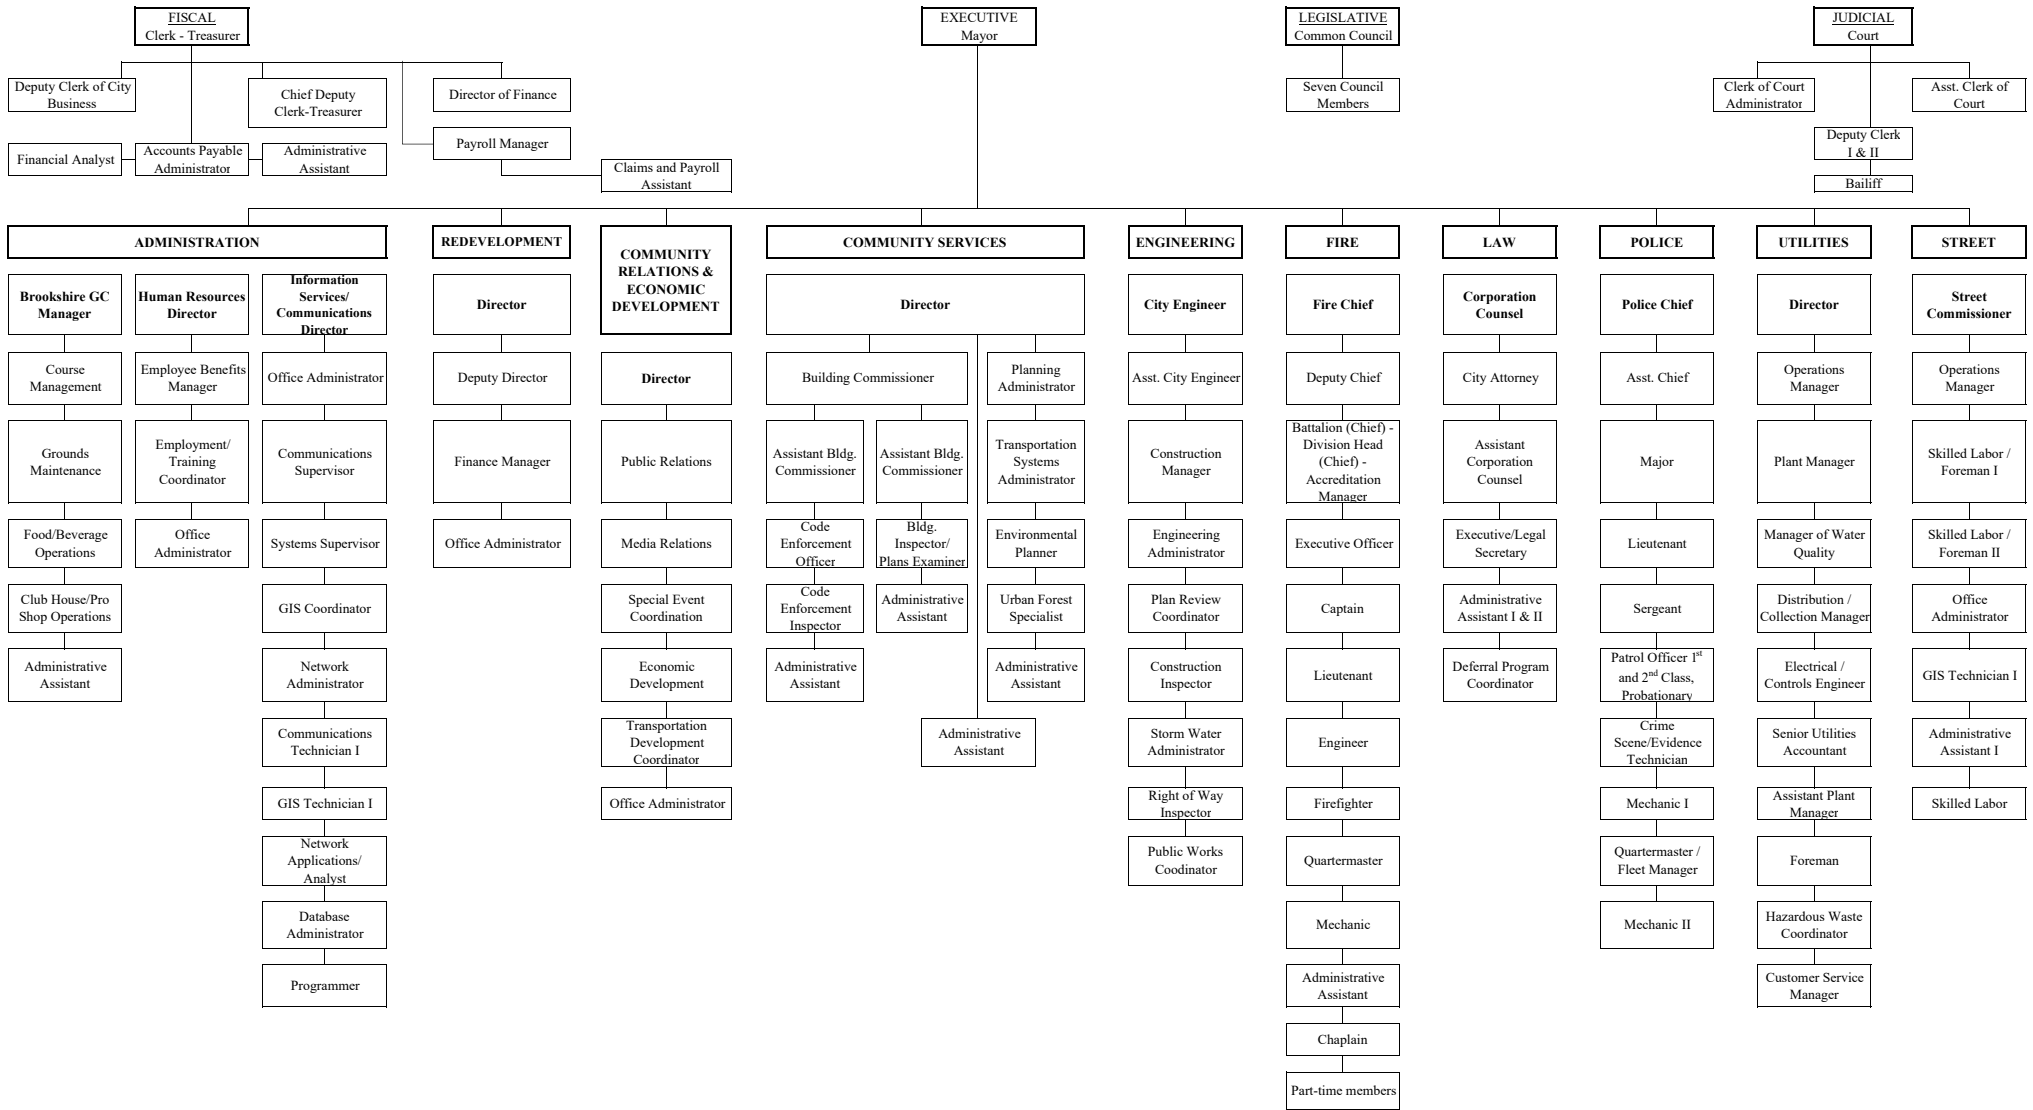 FISCAL
Clerk - Treasurer
EXECUTIVE
Mayor
LEGISLATIVE
Common Council
JUDICIAL
Court
Deputy Clerk of City
Business
Chief Deputy
Clerk-Treasurer
Director of Finance
Seven Council
Members
Clerk of Court
Administrator
Asst. Clerk of
Court
Payroll Manager
Deputy Clerk
I & II
Financial Analyst
Accounts Payable
Administrator
Administrative
Assistant
Claims and Payroll
Assistant
Bailiff
ADMINISTRATION
Brookshire GC
Manager
Course
Management
Grounds
Maintenance
Food/Beverage
Operations
Club House/Pro
Shop Operations
Administrative
Assistant
Human Resources
Director
Employee Benefits
Manager
Employment/
Training
Coordinator
Office
Administrator
Information
Services/
Communications
Director
Office Administrator
Communications
Supervisor
Systems Supervisor
GIS Coordinator
Network
Administrator
Communications
Technician I
GIS Technician I
Network
Applications/
Analyst
Database
Administrator
Programmer
REDEVELOPMENT
Director
Deputy Director
Finance Manager
Office Administrator
COMMUNITY
RELATIONS &
ECONOMIC
DEVELOPMENT
Director
Public Relations
Media Relations
Special Event
Coordination
Economic
Development
Transportation
Development
Coordinator
Office Administrator
COMMUNITY SERVICES
Director
Building Commissioner
Assistant Bldg.
Commissioner
Code
Enforcement
Officer
Code
Enforcement
Inspector
Administrative
Assistant
Assistant Bldg.
Commissioner
Bldg.
Inspector/
Plans Examiner
Administrative
Assistant
Planning
Administrator
Transportation
Systems
Administrator
Environmental
Planner
Urban Forest
Specialist
Administrative
Assistant
Administrative
Assistant
ENGINEERING
City Engineer
Asst. City Engineer
Construction
Manager
Engineering
Administrator
Plan Review
Coordinator
Construction
Inspector
Storm Water
Administrator
Right of Way
Inspector
Public Works
Coodinator
FIRE
Fire Chief
Deputy Chief
Battalion (Chief) -
Division Head
(Chief) -
Accreditation
Manager
Executive Officer
Captain
Lieutenant
Engineer
Firefighter
Quartermaster
Mechanic
Administrative
Assistant
Chaplain
Part-time members
LAW
Corporation
Counsel
City Attorney
Assistant
Corporation
Counsel
Executive/Legal
Secretary
Administrative
Assistant I & II
Deferral Program
Coordinator
POLICE
Police Chief
Asst. Chief
Major
Lieutenant
Sergeant
Patrol Officer 1st
and 2nd Class,
Probationary
Crime
Scene/Evidence
Technician
Mechanic I
Quartermaster /
Fleet Manager
Mechanic II
UTILITIES
Director
Operations
Manager
Plant Manager
Manager of Water
Quality
Distribution /
Collection Manager
Electrical /
Controls Engineer
Senior Utilities
Accountant
Assistant Plant
Manager
Foreman
Hazardous Waste
Coordinator
Customer Service
Manager
STREET
Street
Commissioner
Operations
Manager
Skilled Labor /
Foreman I
Skilled Labor /
Foreman II
Office
Administrator
GIS Technician I
Administrative
Assistant I
Skilled Labor